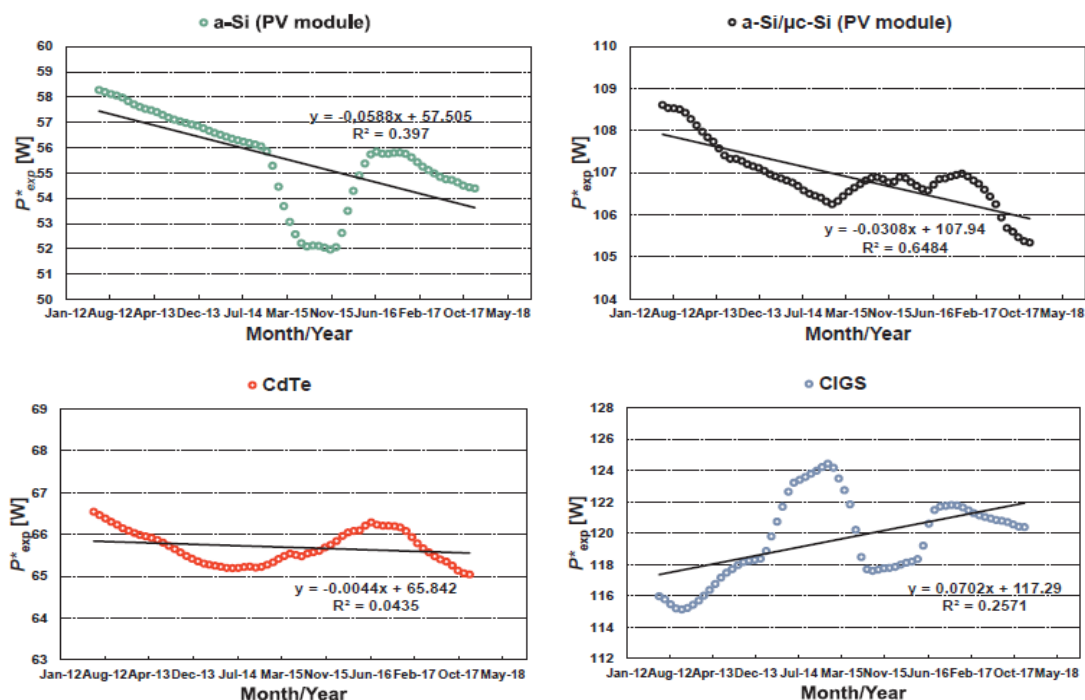 a-Si (PV module)
60
59
58
57
56
55
54
53
52
51
50
P*exp [W]
y = -0,0588x + 57.505
R² = 0.397
Jan-12 Aug-12 Apr-13 Dec-13 Jul-14 Mar-15 Nov-15 Jun-16 Feb-17 Oct-17 May-18
Month/Year
a-Si/µc-Si (PV module)
110
109
108
107
106
105
104
P*exp [W]
y = -0.0308x + 107.94
R² = 0.6484
Jan-12 Aug-12 Apr-13 Dec-13 Jul-14 Mar-15 Nov-15 Jun-16 Feb-17 Oct-17 May-18
Month/Year
CdTe
69
68
67
66
65
64
63
P*exp [W]
y = -0.0044x + 65.842
R² = 0.0435
Jan-12 Aug-12 Apr-13 Dec-13 Jul-14 Mar-15 Nov-15 Jun-16 Feb-17 Oct-17 May-18
Month/Year
CIGS
128
126
124
122
120
118
116
114
112
P*exp [W]
y = 0,0702x + 117.29
R² = 0.2571
Jan-12 Aug-12 Apr-13 Dec-13 Jul-14 Mar-15 Nov-15 Jun-16 Feb-17 Oct-17 May-18
Month/Year